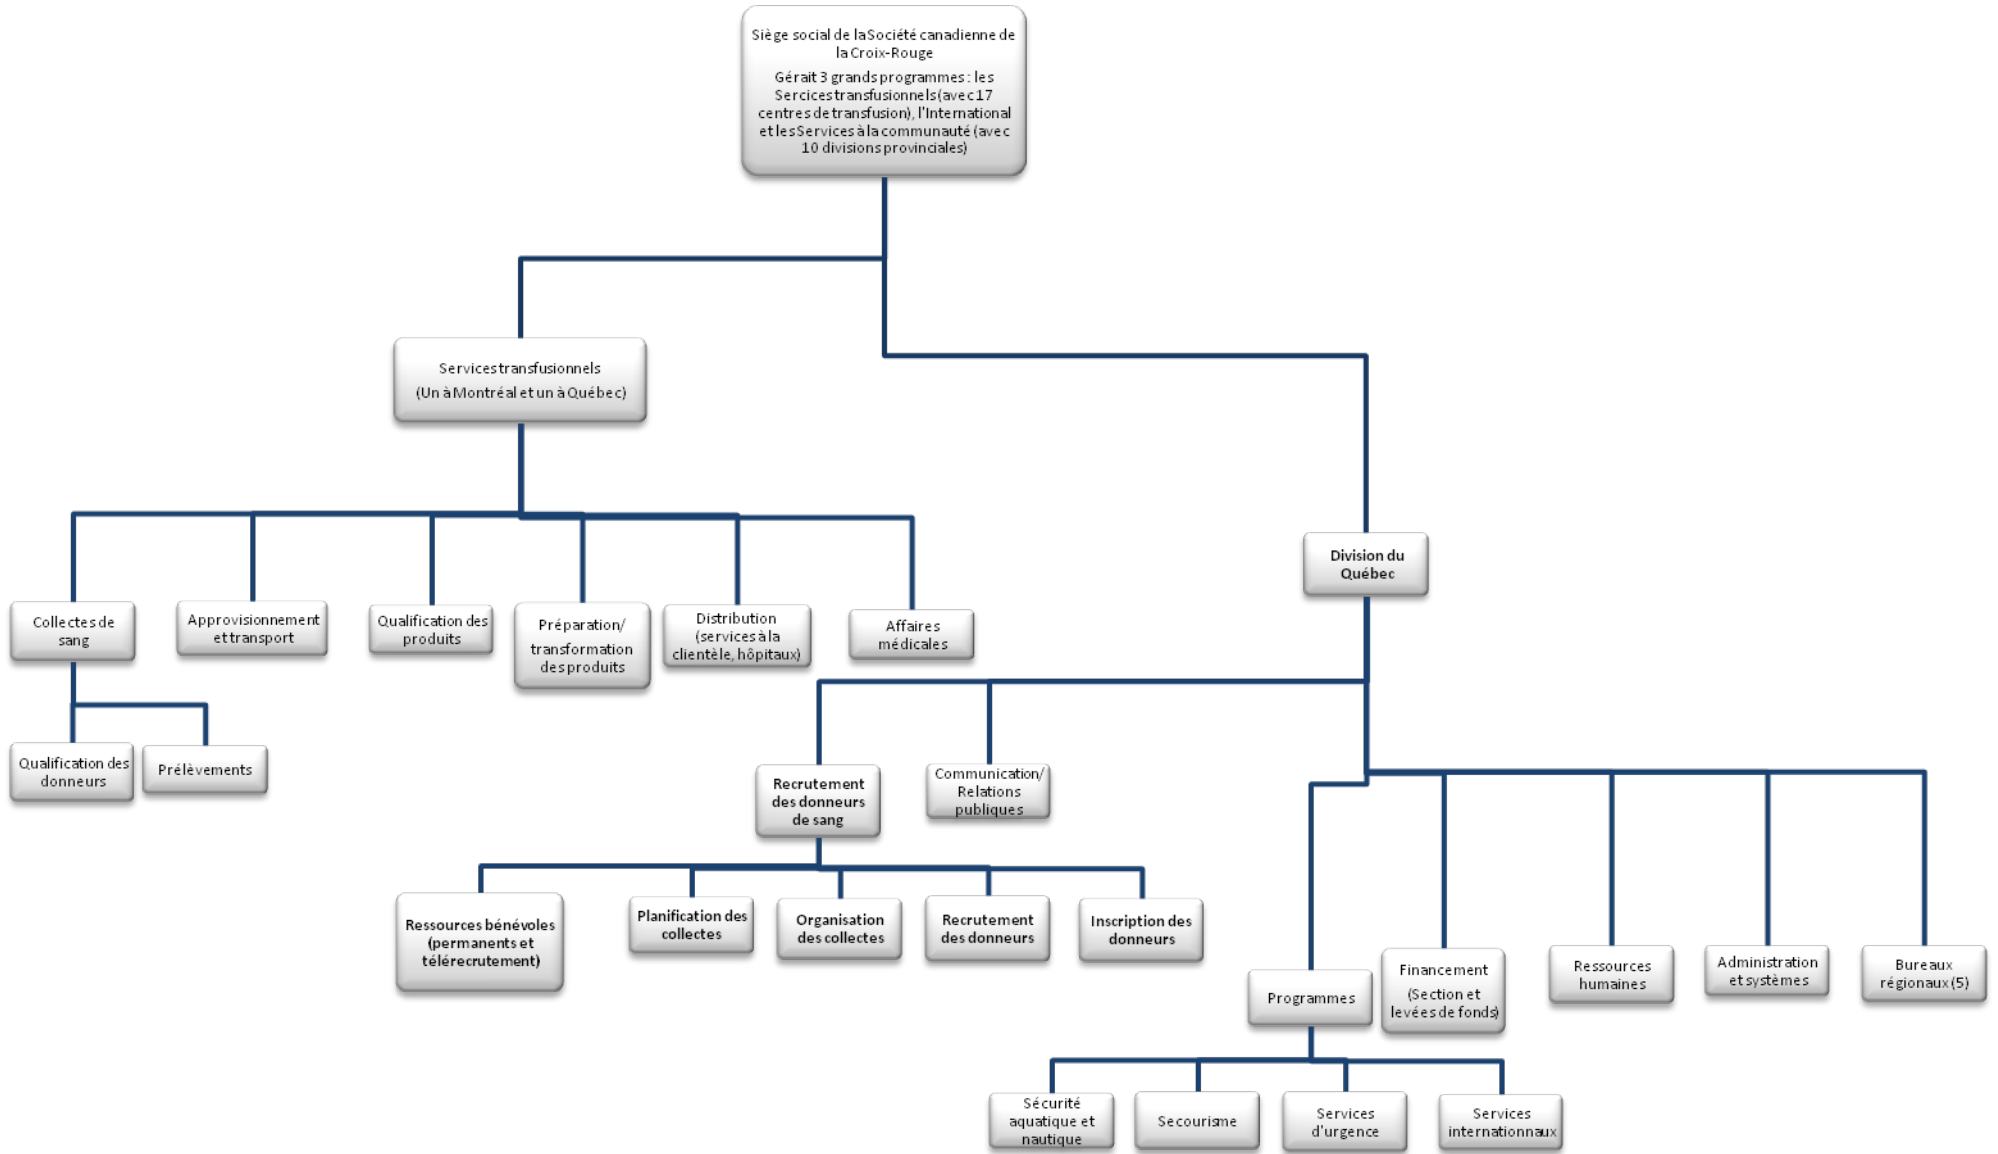 Siège social de la Société canadienne de
la Croix-Rouge
Gérait 3 grands programmes : les
Sercices transfusionnels (avec 17
centres de transfusion), l'International
et les Services à la communauté (avec
10 divisions provinciales)
Services transfusionnels
(Un à Montréal et un à Québec)
Division du
Québec
Collectes de
sang
Approvisionnement
et transport
Qualification des
produits
Préparation/
transformation
des produits
Distribution
(services à la
clientèle, hôpitaux)
Affaires
médicales
Qualification des
donneurs
Prélèvements
Recrutement
des donneurs
de sang
Communication/
Relations
publiques
Ressources bénévoles
(permanents et
télérecrutement)
Planification des
collectes
Organisation
des collectes
Recrutement
des donneurs
Inscription des
donneurs
Programmes
Financement
(Section et
levées de fonds)
Ressources
humaines
Administration
et systèmes
Bureaux
régionaux (5)
Sécurité
aquatique et
nautique
Secourisme
Services
d'urgence
Services
internationnaux